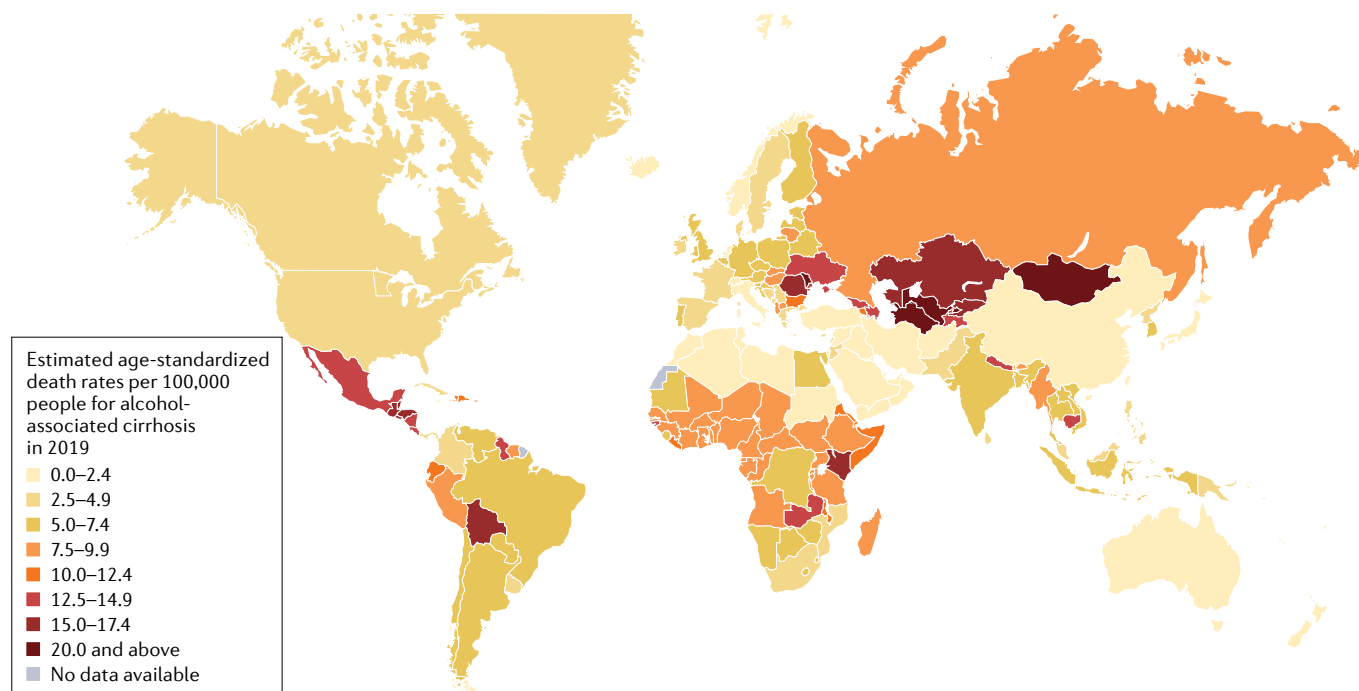 Estimated age-standardized
death rates per 100,000
people for alcohol-
associated cirrhosis
in 2019
0.0–2.4
2.5–4.9
5.0–7.4
7.5–9.9
10.0–12.4
12.5–14.9
15.0–17.4
20.0 and above
No data available